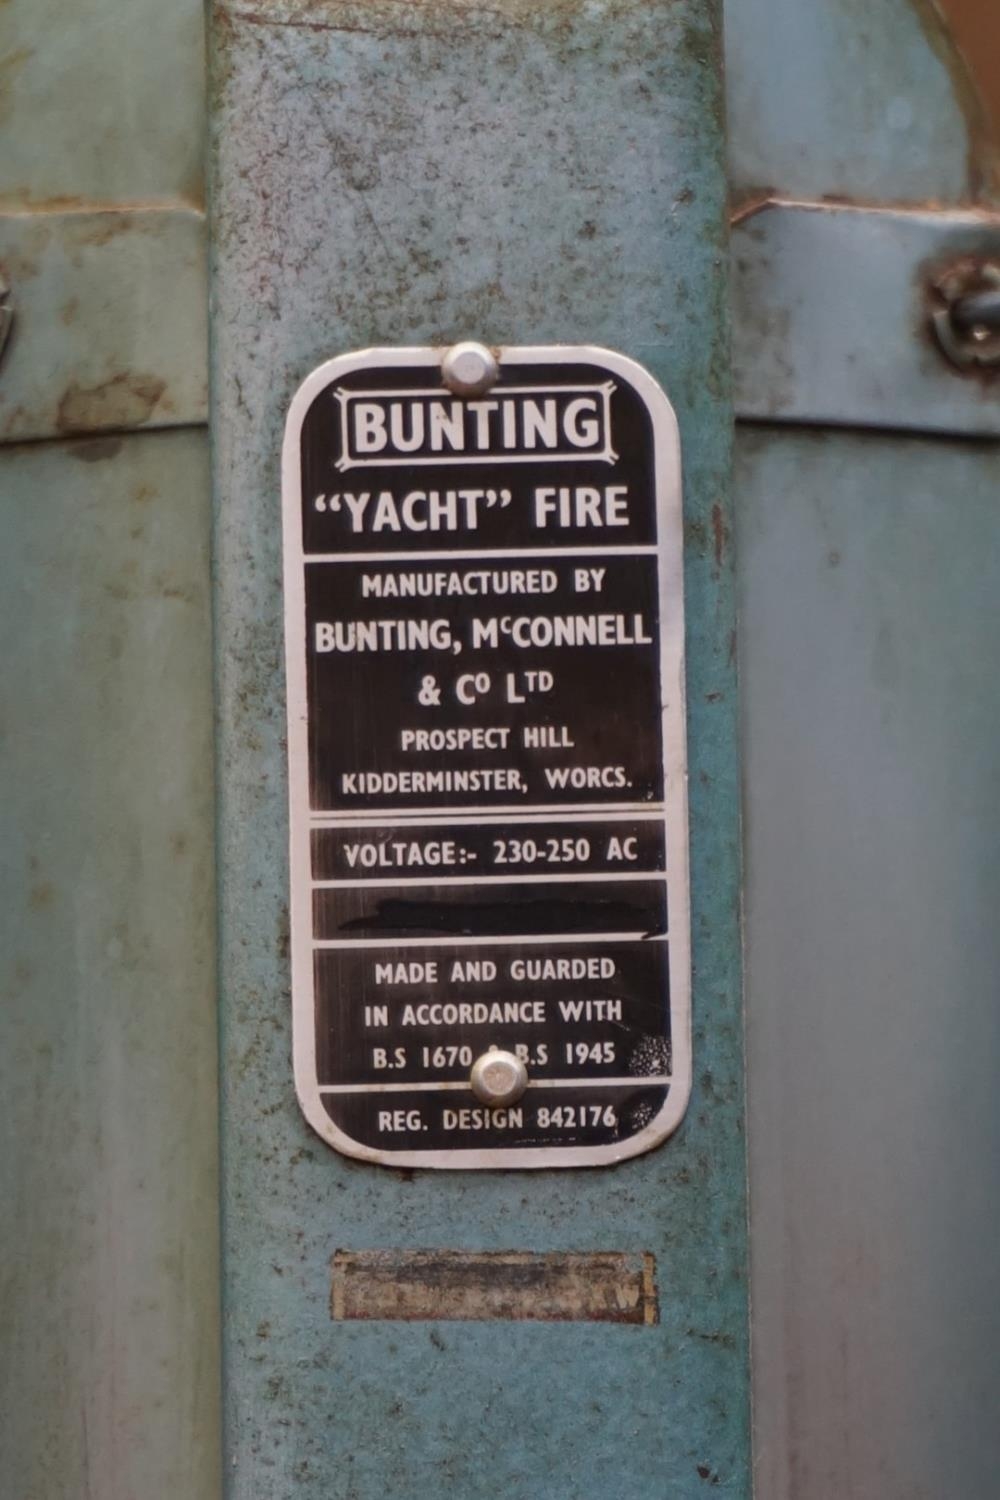 BUNTING
“YACHT” FIRE
MANUFACTURED BY
BUNTING, McCONNELL
& Co LTD
PROSPECT HILL
KIDDERMINSTER, WORCS.
VOLTAGE:- 230-250 AC
MADE AND GUARDED
IN ACCORDANCE WITH
B.S 1670 & B.S 1945
REG. DESIGN 842176
W